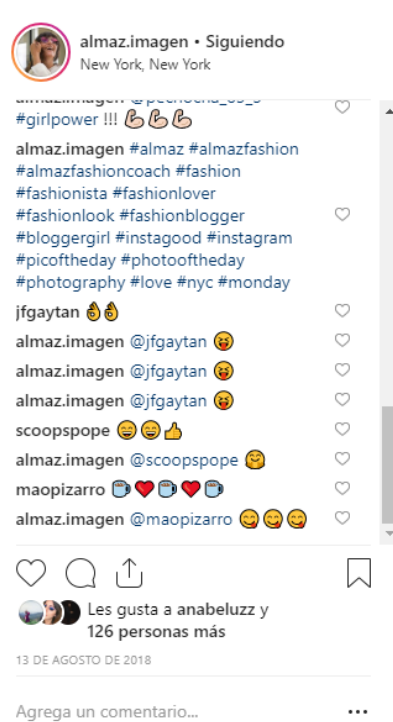 almaz.imagen • Siguiendo
New York, New York
almaz.imagen
#girlpower !!! 💪💪💪
almaz.imagen #almaz #almazfashion
#almazfashioncoach #fashion
#fashionista #fashionlover
#fashionlook #fashionblogger
#bloggergirl #instagood #instagram
#picoftheday #photooftheday
#photography #love #nyc #monday
jfgaytan 👌👌
almaz.imagen @jfgaytan 😝
almaz.imagen @jfgaytan 😝
almaz.imagen @jfgaytan 😝
scoopspope 😄😄👍
almaz.imagen @scoopspope 🤗
maopizarro ☕❤️☕❤️☕
almaz.imagen @maopizarro 😋😋😋
Les gusta a anabeluzz y
126 personas más
13 DE AGOSTO DE 2018
Agrega un comentario...